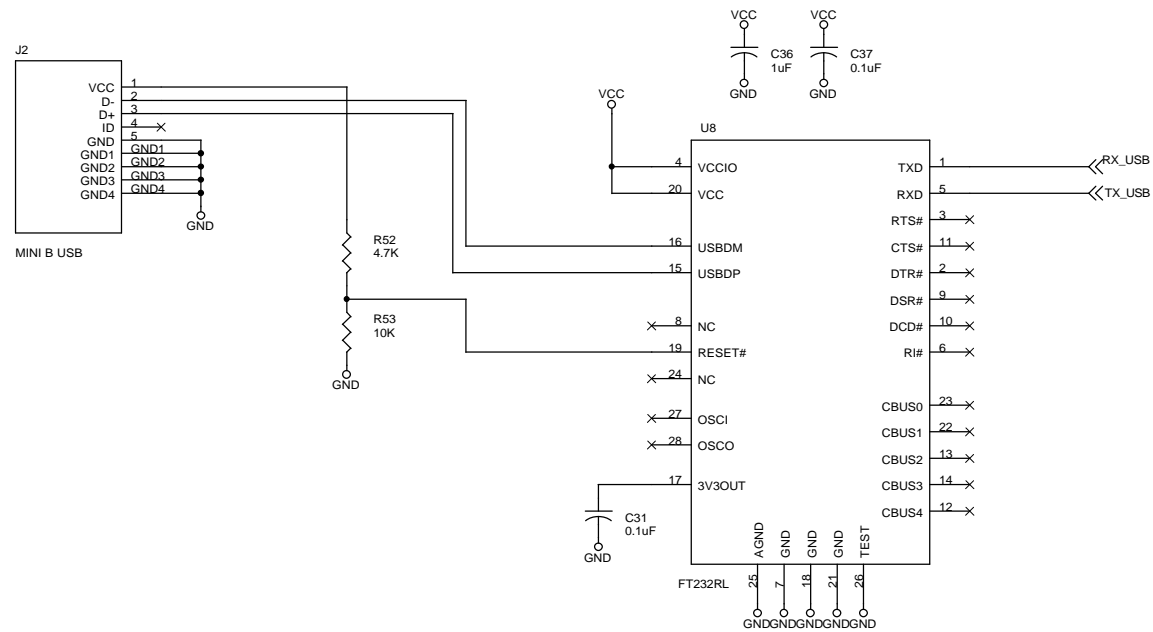 VCC VCC
C36 C37
1uF 0.1uF
GND GND
J2
VCC 1
D- 2
D+ 3
ID 4
GND 5
GND1 GND1
GND2 GND2
GND3 GND3
GND4 GND4
GND
MINI B USB
R52
4.7K
R53
10K
GND
VCC
U8
4 VCCIO TXD 1 RX_USB
20 VCC RXD 5 TX_USB
RTS# 3
16 USBDM CTS# 11
15 USBDP DTR# 2
DSR# 9
8 NC DCD# 10
19 RESET# RI# 6
24 NC
CBUS0 23
27 OSCI CBUS1 22
28 OSCO CBUS2 13
17 3V3OUT CBUS3 14
CBUS4 12
C31
0.1uF
GND
AGND GND GND GND TEST
FT232RL 25 7 18 21 26
GND GND GND GND GND